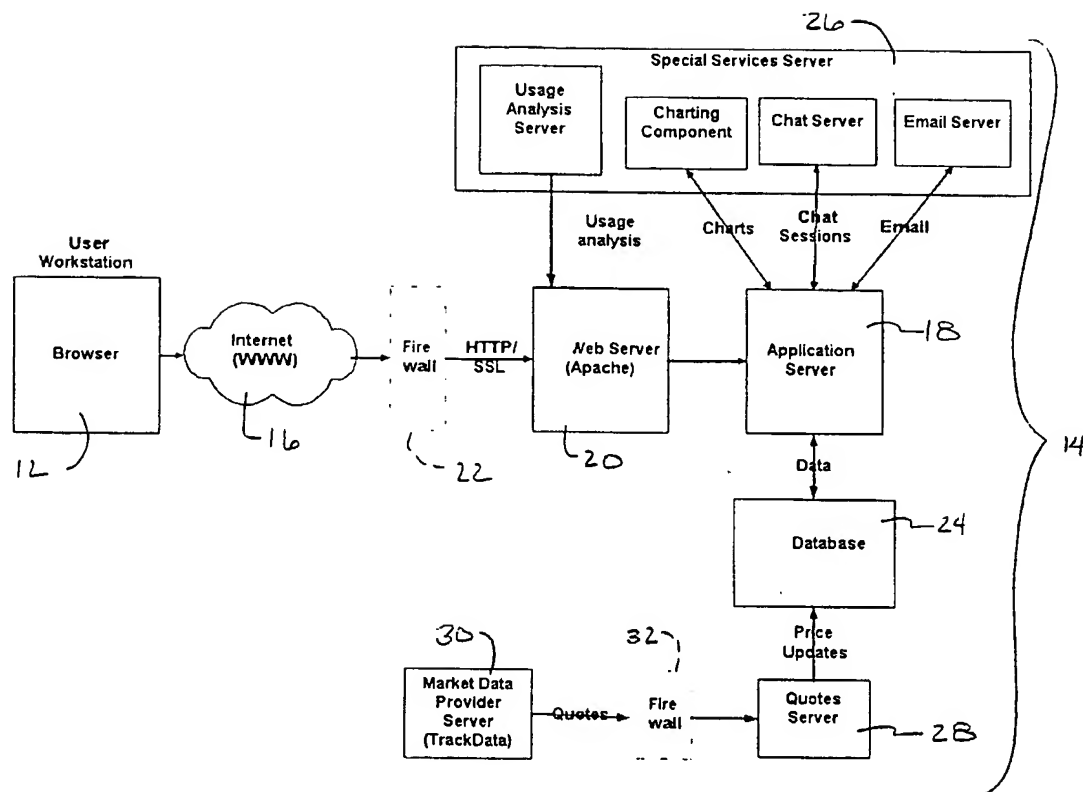 26
Special Services Server
Usage
Analysis
Server
Charting
Component
Chat Server
Email Server
Usage
analysis
Charts
Chat
Sessions
Email
User
Workstation
Browser
Internet
(WWW)
Fire
wall
HTTP/
SSL
Web Server
(Apache)
Application
Server
18
14
12
16
22
20
Data
24
Database
Price
Updates
30
32
Market Data
Provider
Server
(TrackData)
Quotes
Fire
wall
Quotes
Server
28